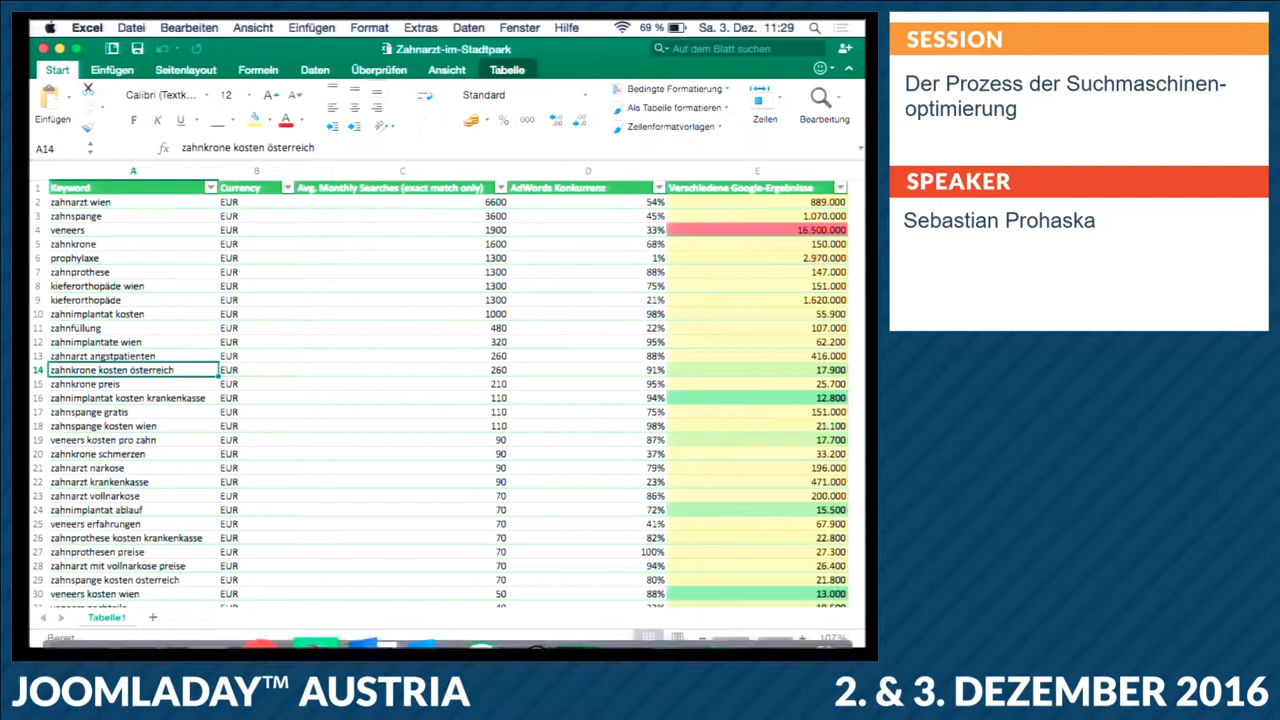 Excel Datei Bearbeiten Ansicht Einfügen Format Extras Daten Fenster Hilfe 69 % Sa. 3. Dez. 11:29
Zahnarzt-im-Stadtpark
Auf dem Blatt suchen
Start Einfügen Seitenlayout Formeln Daten Überprüfen Ansicht Tabelle
Einfügen
Calibri (Textk... 12 A A
F K U A
Standard
% 000
Bedingte Formatierung
Als Tabelle formatieren
Zellenformatvorlagen
Zeilen
Bearbeitung
A14 fx zahnkrone kosten österreich
A B C D E
1 Keyword Currency Avg. Monthly Searches (exact match only) AdWords Konkurrenz Verschiedene Google-Ergebnisse
2 zahnarzt wien EUR 6600 54% 889.000
3 zahnspange EUR 3600 45% 1.070.000
4 veneers EUR 1900 33% 16.500.000
5 zahnkrone EUR 1600 68% 150.000
6 prophylaxe EUR 1300 1% 2.970.000
7 zahnprothese EUR 1300 88% 147.000
8 kieferorthopäde wien EUR 1300 75% 151.000
9 kieferorthopäde EUR 1300 21% 1.620.000
10 zahnimplantat kosten EUR 1000 98% 55.900
11 zahnfüllung EUR 480 22% 107.000
12 zahnimplantate wien EUR 320 95% 62.200
13 zahnarzt angstpatienten EUR 260 88% 416.000
14 zahnkrone kosten österreich EUR 260 91% 17.900
15 zahnkrone preis EUR 210 95% 25.700
16 zahnimplantat kosten krankenkasse EUR 110 94% 12.800
17 zahnspange gratis EUR 110 75% 151.000
18 zahnspange kosten wien EUR 110 98% 21.100
19 veneers kosten pro zahn EUR 90 87% 17.700
20 zahnkrone schmerzen EUR 90 37% 33.200
21 zahnarzt narkose EUR 90 79% 196.000
22 zahnarzt krankenkasse EUR 90 23% 471.000
23 zahnarzt vollnarkose EUR 70 86% 200.000
24 zahnimplantat ablauf EUR 70 72% 15.500
25 veneers erfahrungen EUR 70 41% 67.900
26 zahnprothese kosten krankenkasse EUR 70 82% 22.800
27 zahnprothesen preise EUR 70 100% 27.300
28 zahnarzt mit vollnarkose preise EUR 70 94% 26.400
29 zahnspange kosten österreich EUR 70 80% 21.800
30 veneers kosten wien EUR 50 88% 13.000
Tabelle1 +
Bereit 107%
SESSION
Der Prozess der Suchmaschinen-
optimierung
SPEAKER
Sebastian Prohaska
JOOMLADAY™ AUSTRIA
2. & 3. DEZEMBER 2016